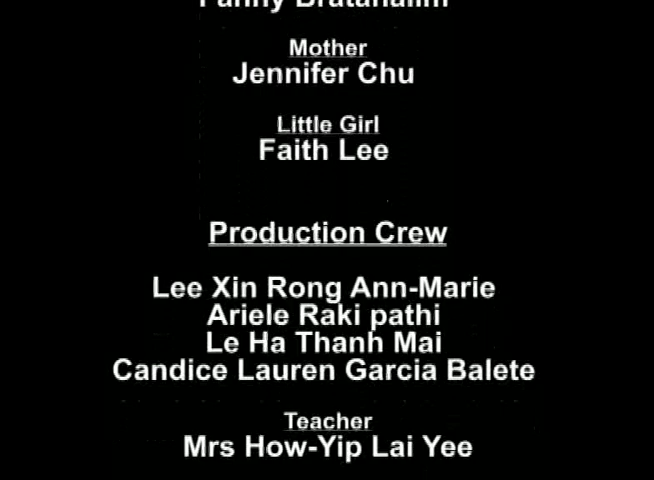 Mother
Jennifer Chu
Little Girl
Faith Lee
Production Crew
Lee Xin Rong Ann-Marie
Ariele Raki pathi
Le Ha Thanh Mai
Candice Lauren Garcia Balete
Teacher
Mrs How-Yip Lai Yee